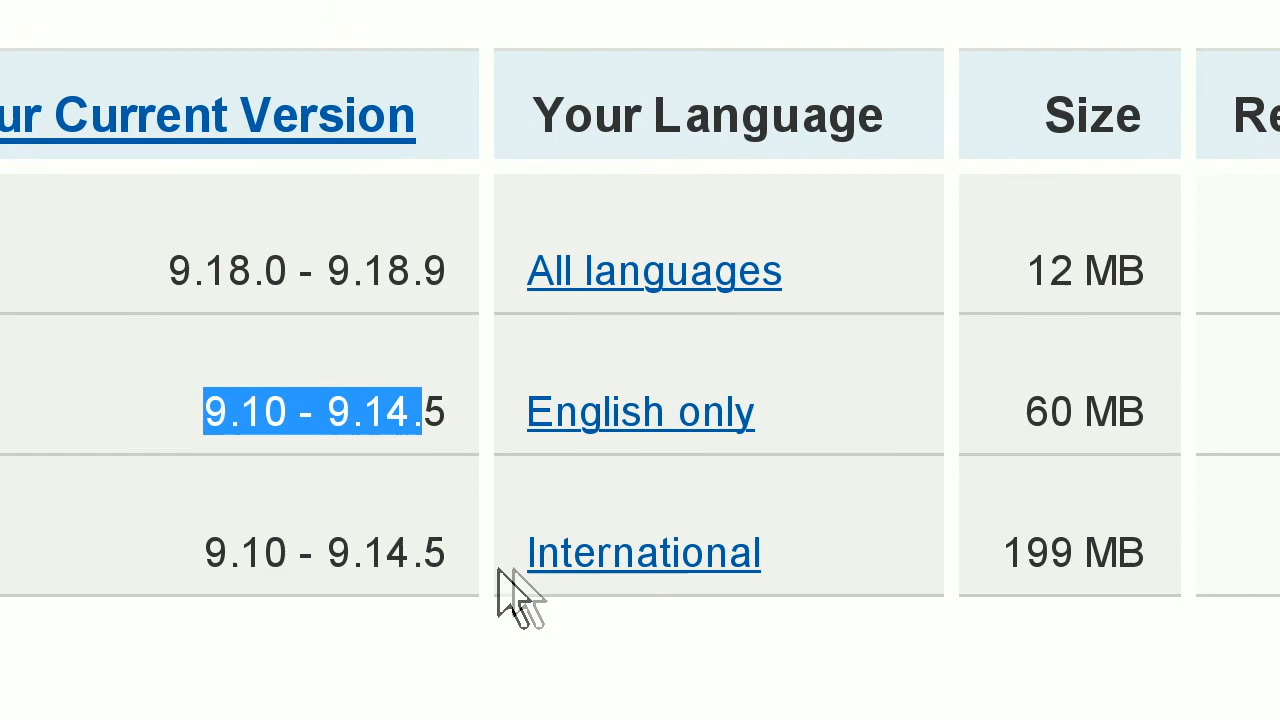 ur Current Version Your Language Size Re
9.18.0 - 9.18.9 All languages 12 MB
9.10 - 9.14.5 English only 60 MB
9.10 - 9.14.5 International 199 MB